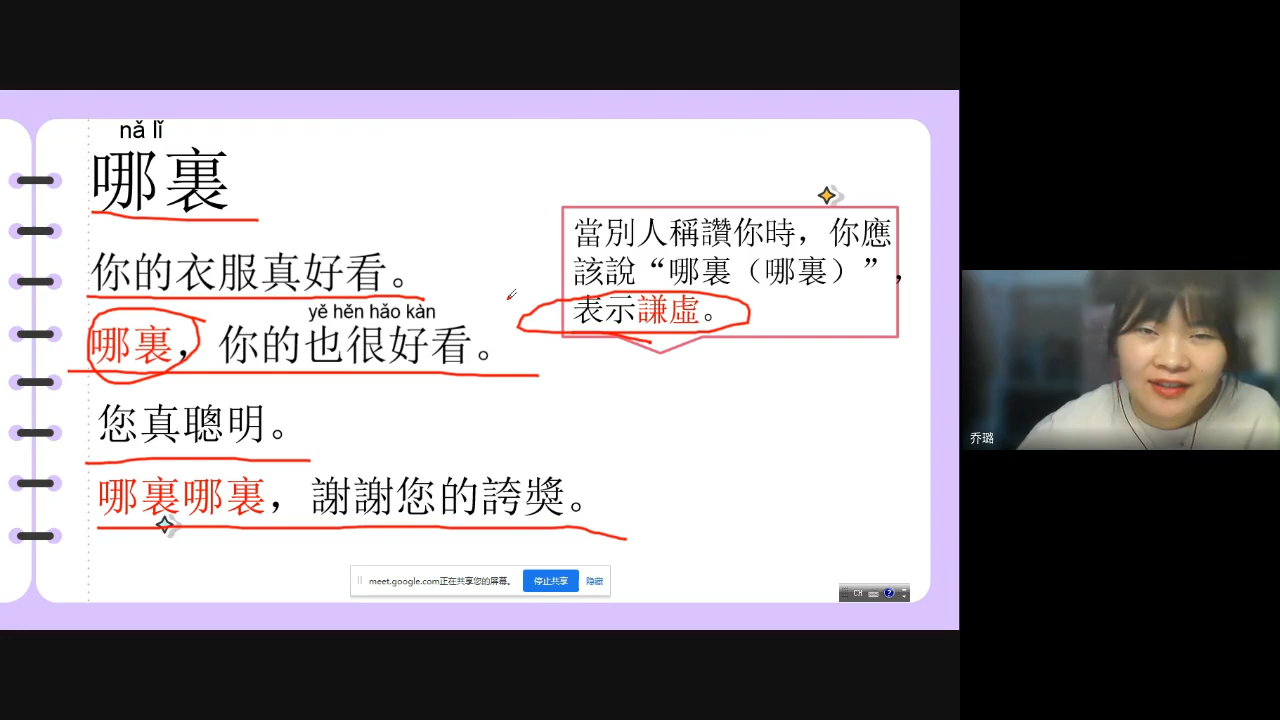 nǎ lǐ
哪裏
你的衣服真好看。
yě hěn hǎo kàn
哪裏，你的也很好看。
您真聰明。
哪裏哪裏，謝謝您的誇獎。
當別人稱讚你時，你應
該說“哪裏（哪裏）”，
表示謙虛。
meet.google.com正在共享您的屏幕。
停止共享
隐藏
CH
乔璐